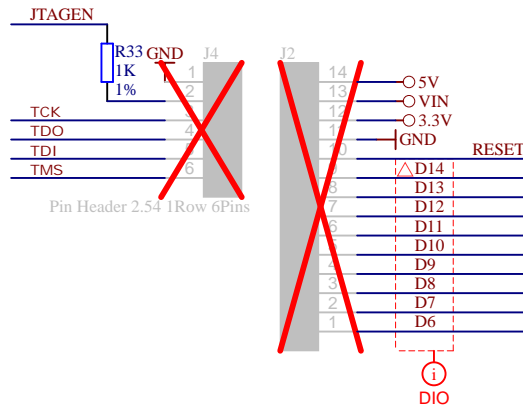 JTAGEN
R33
1K
1%
GND
J4
1
2
3
4
5
6
TCK
TDO
TDI
TMS
Pin Header 2.54 1Row 6Pins
J2
14 5V
13 VIN
12 3.3V
11 GND
10 RESET
9 D14
8 D13
7 D12
6 D11
5 D10
4 D9
3 D8
2 D7
1 D6
i
DIO